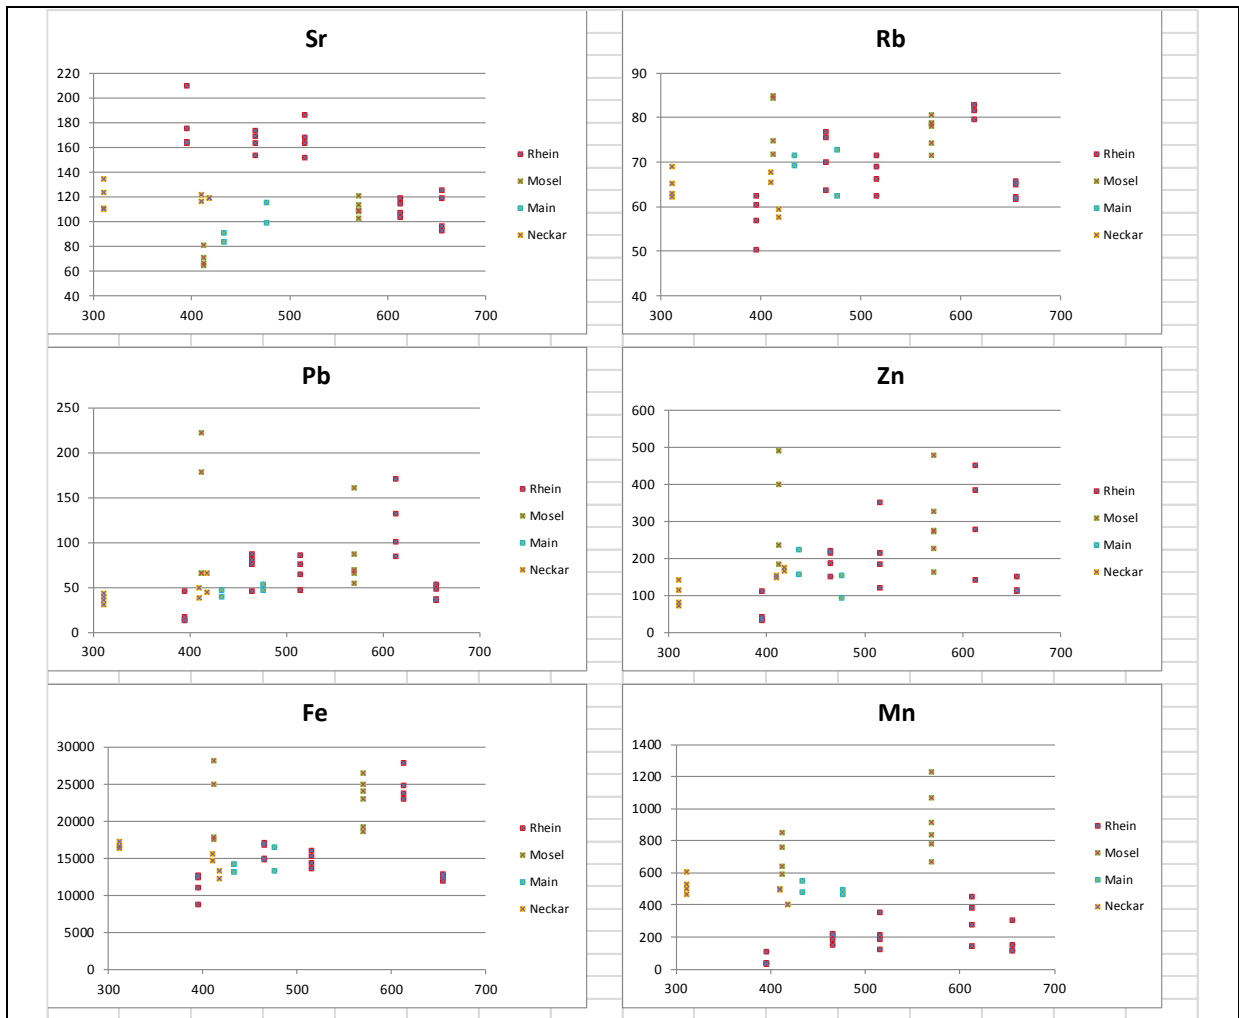 Sr
220
200
180
160
140
120
100
80
60
40
300 400 500 600 700
Rhein
Mosel
Main
Neckar
Rb
90
80
70
60
50
40
300 400 500 600 700
Rhein
Mosel
Main
Neckar
Pb
250
200
150
100
50
0
300 400 500 600 700
Rhein
Mosel
Main
Neckar
Zn
600
500
400
300
200
100
0
300 400 500 600 700
Rhein
Mosel
Main
Neckar
Fe
30000
25000
20000
15000
10000
5000
0
300 400 500 600 700
Rhein
Mosel
Main
Neckar
Mn
1400
1200
1000
800
600
400
200
0
300 400 500 600 700
Rhein
Mosel
Main
Neckar